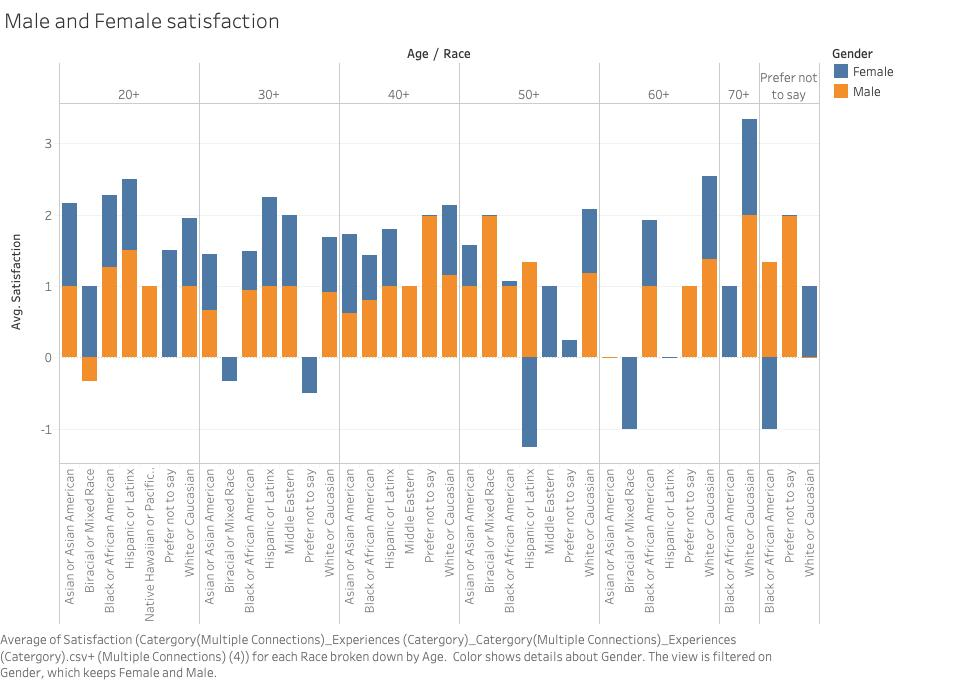 Male and Female satisfaction
Age / Race
Gender
Female
Male
20+
30+
40+
50+
60+
70+
Prefer not
to say
Avg. Satisfaction
3
2
1
0
-1
Asian or Asian American
Biracial or Mixed Race
Black or African American
Hispanic or Latinx
Native Hawaiian or Pacific..
Prefer not to say
White or Caucasian
Asian or Asian American
Biracial or Mixed Race
Black or African American
Hispanic or Latinx
Middle Eastern
Prefer not to say
White or Caucasian
Asian or Asian American
Black or African American
Hispanic or Latinx
Middle Eastern
Prefer not to say
White or Caucasian
Asian or Asian American
Biracial or Mixed Race
Black or African American
Hispanic or Latinx
Middle Eastern
Prefer not to say
White or Caucasian
Asian or Asian American
Biracial or Mixed Race
Black or African American
Hispanic or Latinx
Prefer not to say
White or Caucasian
Black or African American
White or Caucasian
Black or African American
Prefer not to say
White or Caucasian
Average of Satisfaction (Catergory(Multiple Connections)_Experiences (Catergory)_Catergory(Multiple Connections)_Experiences
(Catergory).csv+ (Multiple Connections) (4)) for each Race broken down by Age.  Color shows details about Gender. The view is filtered on
Gender, which keeps Female and Male.